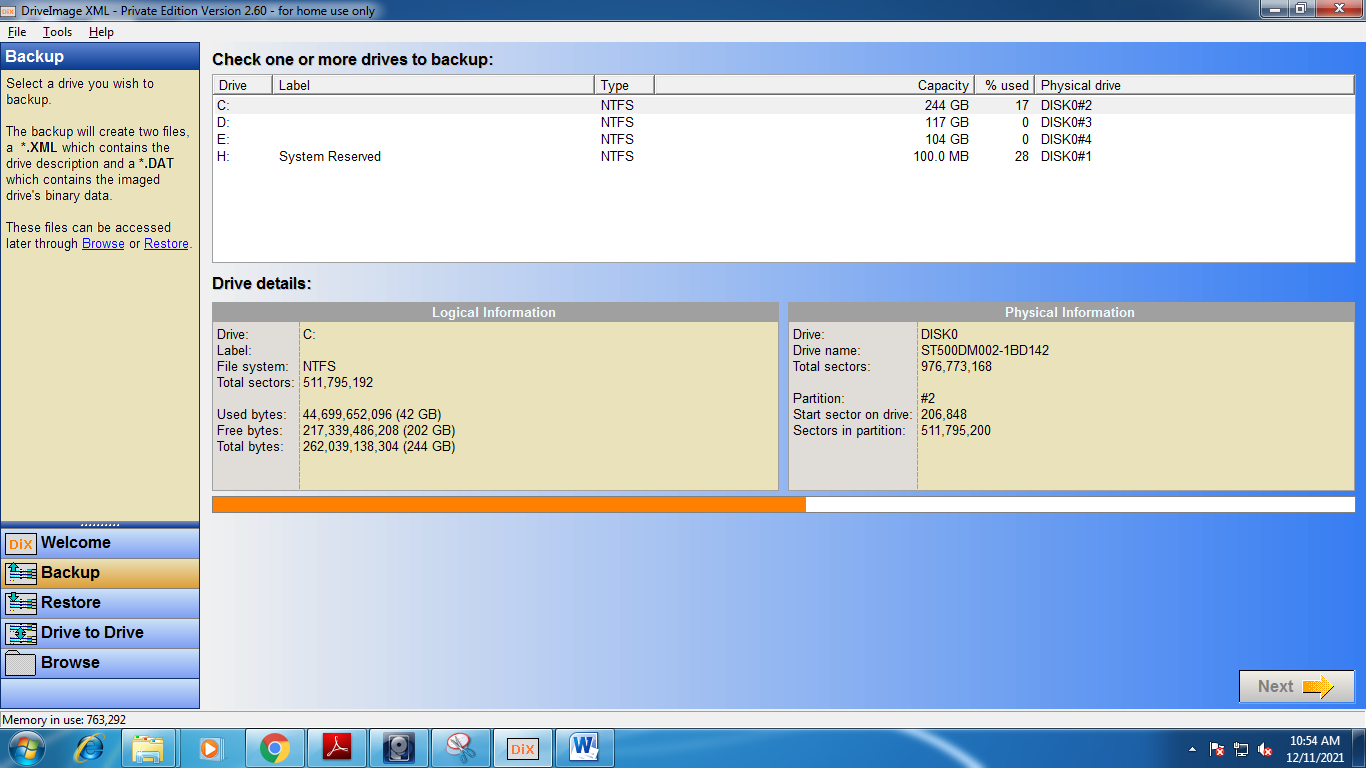 DiX DriveImage XML - Private Edition Version 2.60 - for home use only
File Tools Help
Backup
Select a drive you wish to
backup.
The backup will create two files,
a *.XML which contains the
drive description and a *.DAT
which contains the imaged
drive's binary data.
These files can be accessed
later through Browse or Restore.
DiX Welcome
Backup
Restore
Drive to Drive
Browse
Check one or more drives to backup:
Drive Label Type Capacity % used Physical drive
C: NTFS 244 GB 17 DISK0#2
D: NTFS 117 GB 0 DISK0#3
E: NTFS 104 GB 0 DISK0#4
H: System Reserved NTFS 100.0 MB 28 DISK0#1
Drive details:
Logical Information
Drive: C:
Label:
File system: NTFS
Total sectors: 511,795,192
Used bytes: 44,699,652,096 (42 GB)
Free bytes: 217,339,486,208 (202 GB)
Total bytes: 262,039,138,304 (244 GB)
Physical Information
Drive: DISK0
Drive name: ST500DM002-1BD142
Total sectors: 976,773,168
Partition: #2
Start sector on drive: 206,848
Sectors in partition: 511,795,200
Next
Memory in use: 763,292
DiX
W
10:54 AM
12/11/2021